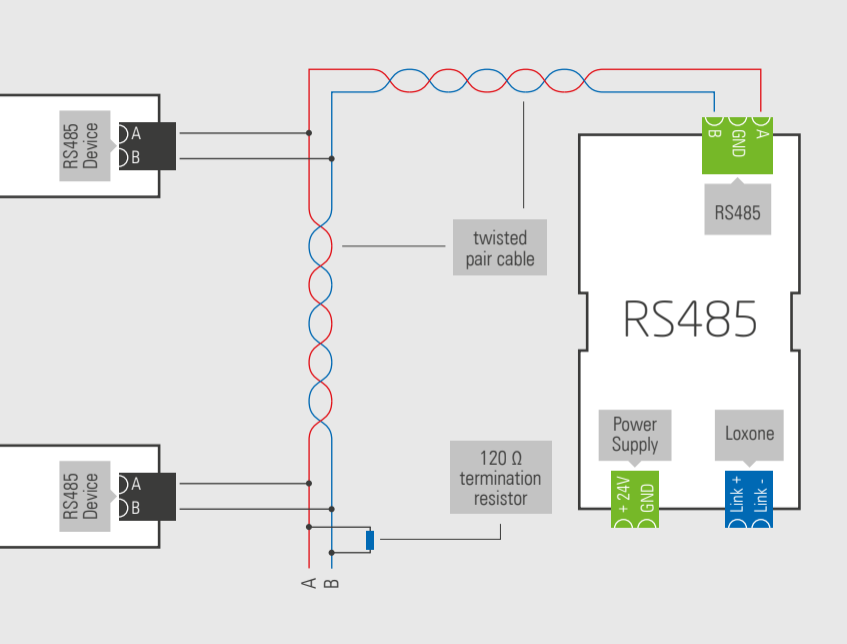 RS485
Device
A
B
B
GND
A
RS485
twisted
pair cable
RS485
Power
Supply
Loxone
120 Ω
termination
resistor
RS485
Device
A
B
+ 24V
GND
Link +
Link -
A
B